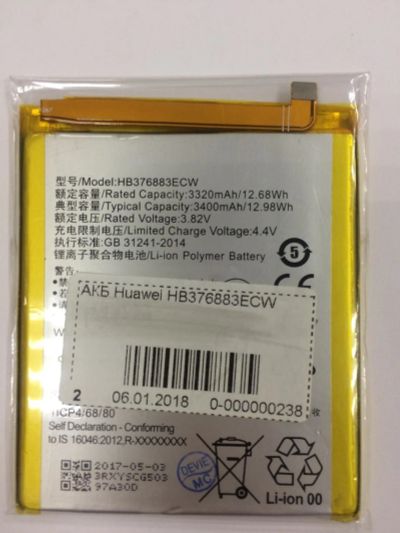 型号/Model:HB376883ECW
额定容量/Rated Capacity:3320mAh/12.68Wh
典型容量/Typical Capacity:3400mAh/12.98Wh
额定电压/Rated Voltage:3.82V
充电限制电压/Limited Charge Voltage:4.4V
执行标准/GB 31241-2014
锂离子聚合物电池/Li-ion Polymer Battery
5
警告/
АКБ Huawei HB376883ECW
2 06.01.2018 0-000000238
1ICP4/68/80
Self Declaration - Conforming
to IS 16046:2012,R-XXXXXXXX
2017-05-03
3RXYSCG503
97A30D
DEVIE
MC
Li-ion 00